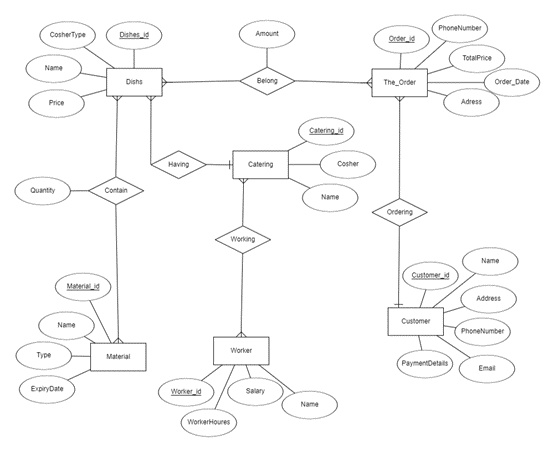 CosherType
Dishes_id
Name
Price
Dishs
Amount
Belong
Order_id
PhoneNumber
TotalPrice
Order_Date
Adress
The_Order
Having
Catering_id
Cosher
Name
Catering
Quantity
Contain
Working
Ordering
Material_id
Name
Type
ExpiryDate
Material
Worker
Worker_id
WorkerHoures
Salary
Name
Customer_id
Name
Address
PhoneNumber
Email
PaymentDetails
Customer